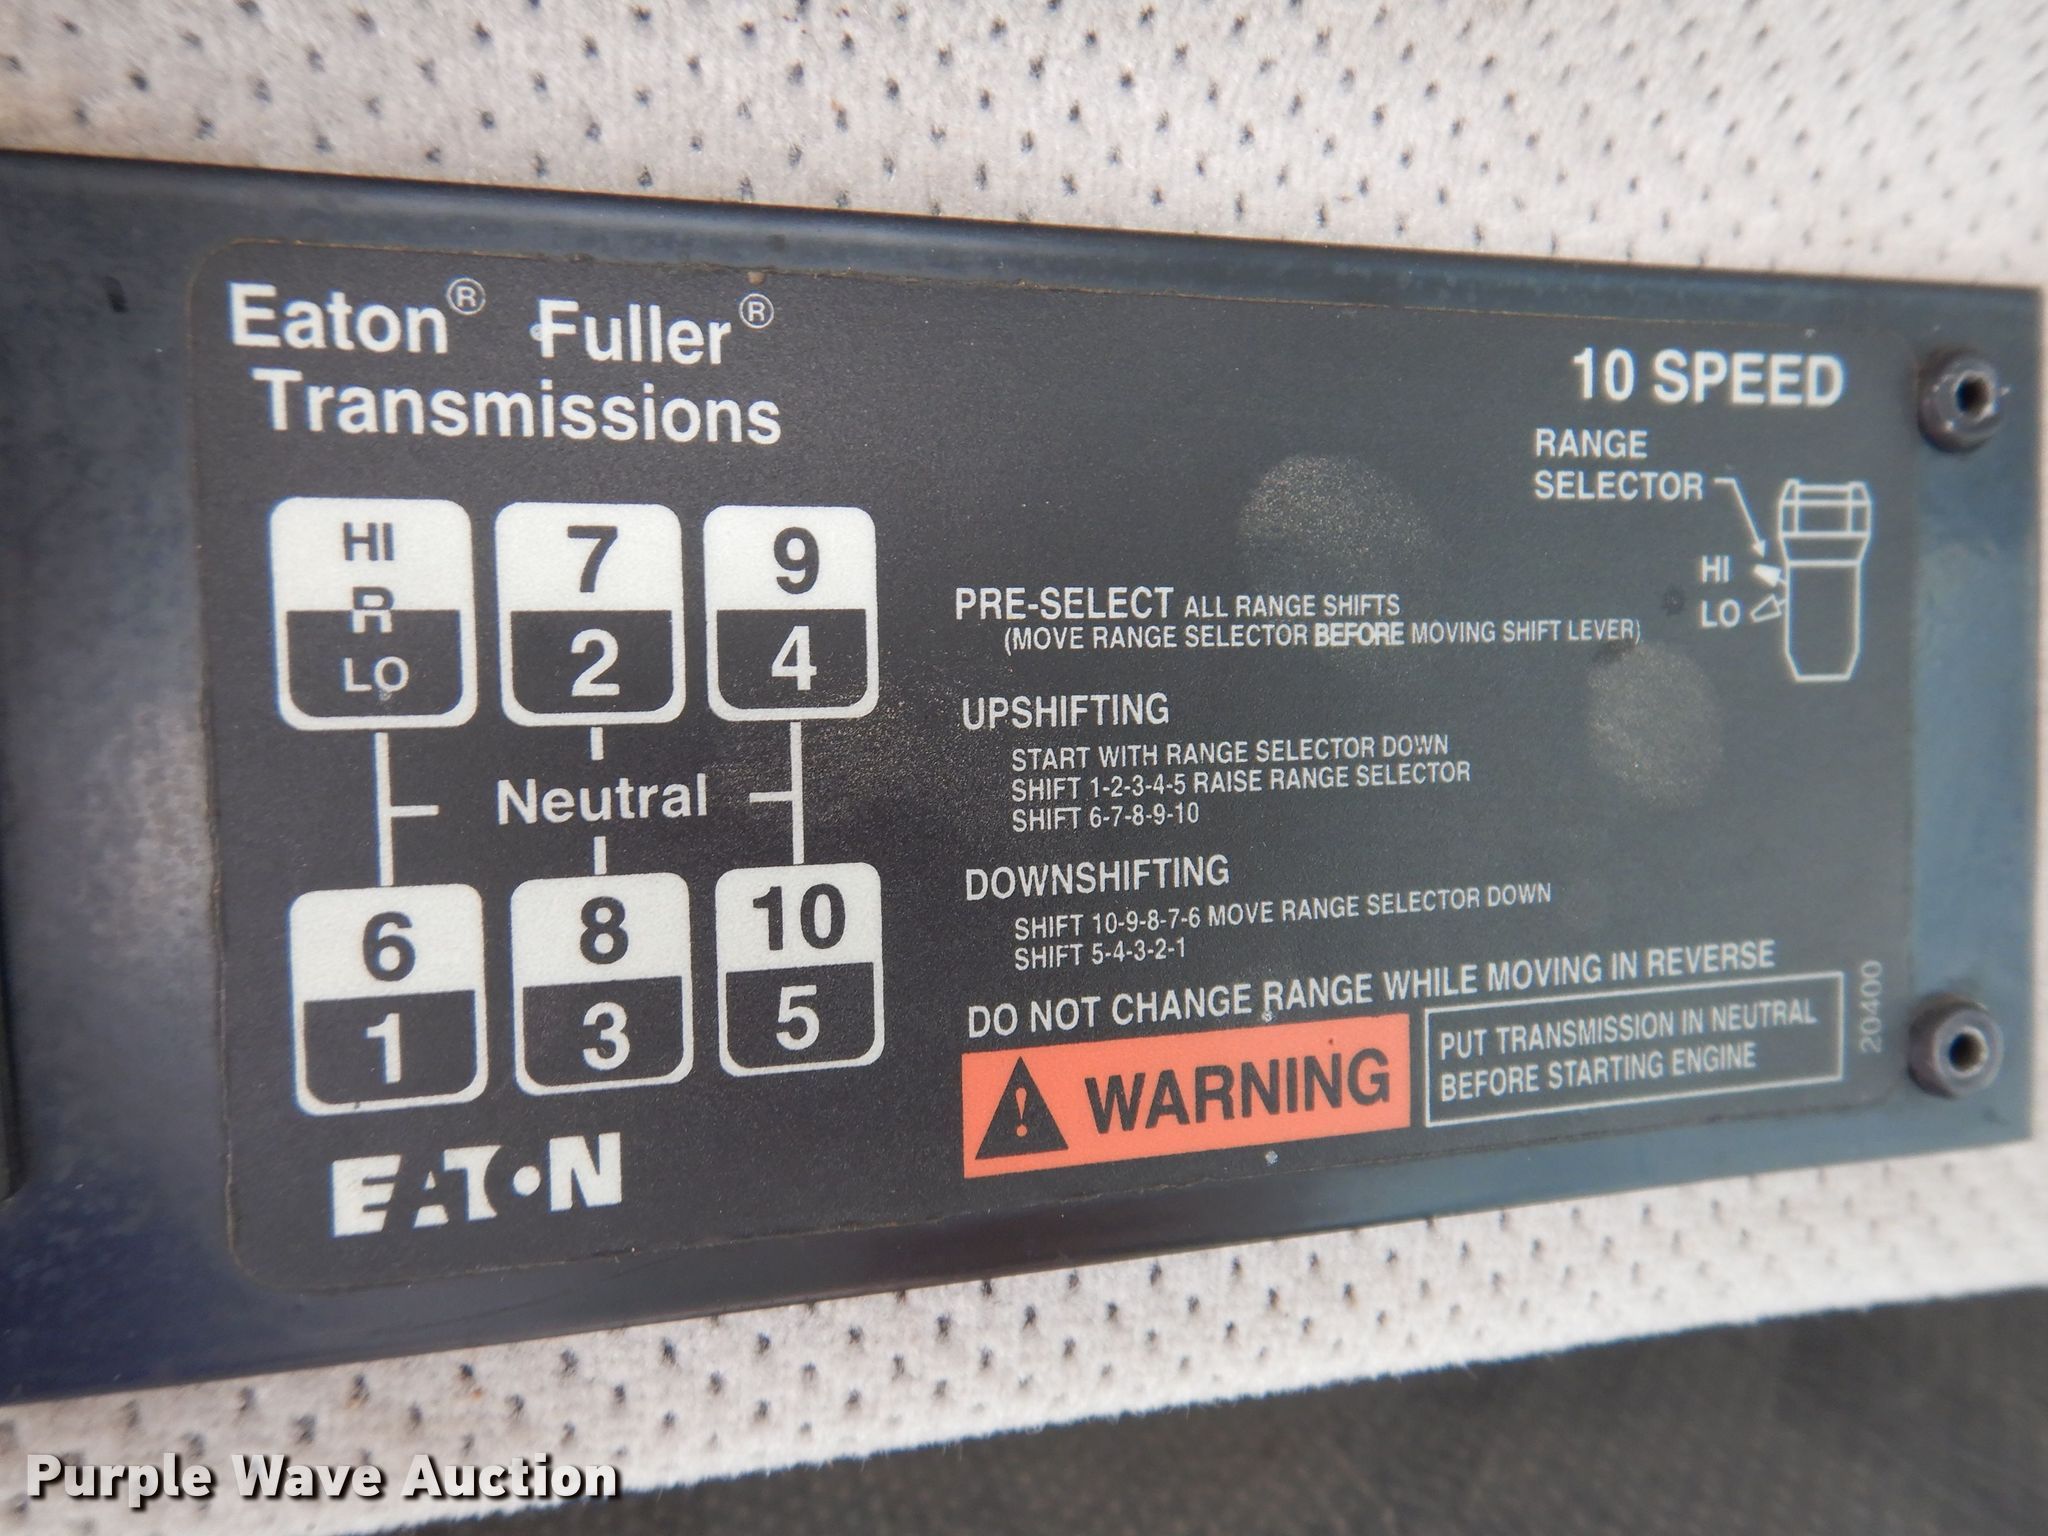 Eaton® Fuller®
Transmissions
10 SPEED
RANGE
SELECTOR
HI
LO
HI
R
LO
7
2
9
4
Neutral
6
1
8
3
10
5
EATON
PRE-SELECT ALL RANGE SHIFTS
(MOVE RANGE SELECTOR BEFORE MOVING SHIFT LEVER)
UPSHIFTING
START WITH RANGE SELECTOR DOWN
SHIFT 1-2-3-4-5 RAISE RANGE SELECTOR
SHIFT 6-7-8-9-10
DOWNSHIFTING
SHIFT 10-9-8-7-6 MOVE RANGE SELECTOR DOWN
SHIFT 5-4-3-2-1
DO NOT CHANGE RANGE WHILE MOVING IN REVERSE
WARNING
PUT TRANSMISSION IN NEUTRAL
BEFORE STARTING ENGINE
20400
Purple Wave Auction